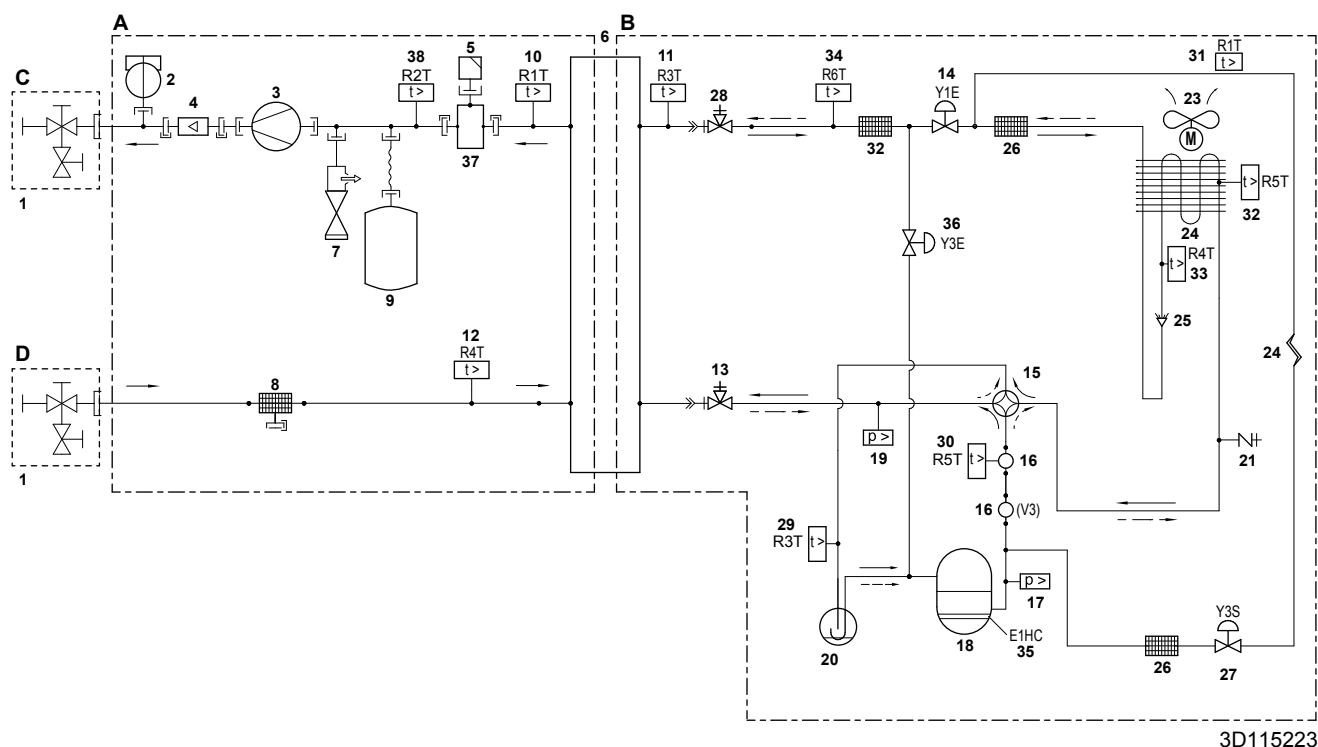 A
B
C
D
6
2
4
3
38
R2T
t >
5
10
R1T
t >
37
1
7
9
11
R3T
t >
28
34
R6T
t >
32
14
Y1E
26
31
R1T
t >
23
M
t > R5T
32
24
R4T
t >
33
25
36
Y3E
24
12
R4T
t >
8
1
13
15
p >
19
30
R5T t >
16
16 (V3)
21
29
R3T t >
p >
17
20
18
E1HC
35
26
Y3S
27
3D115223